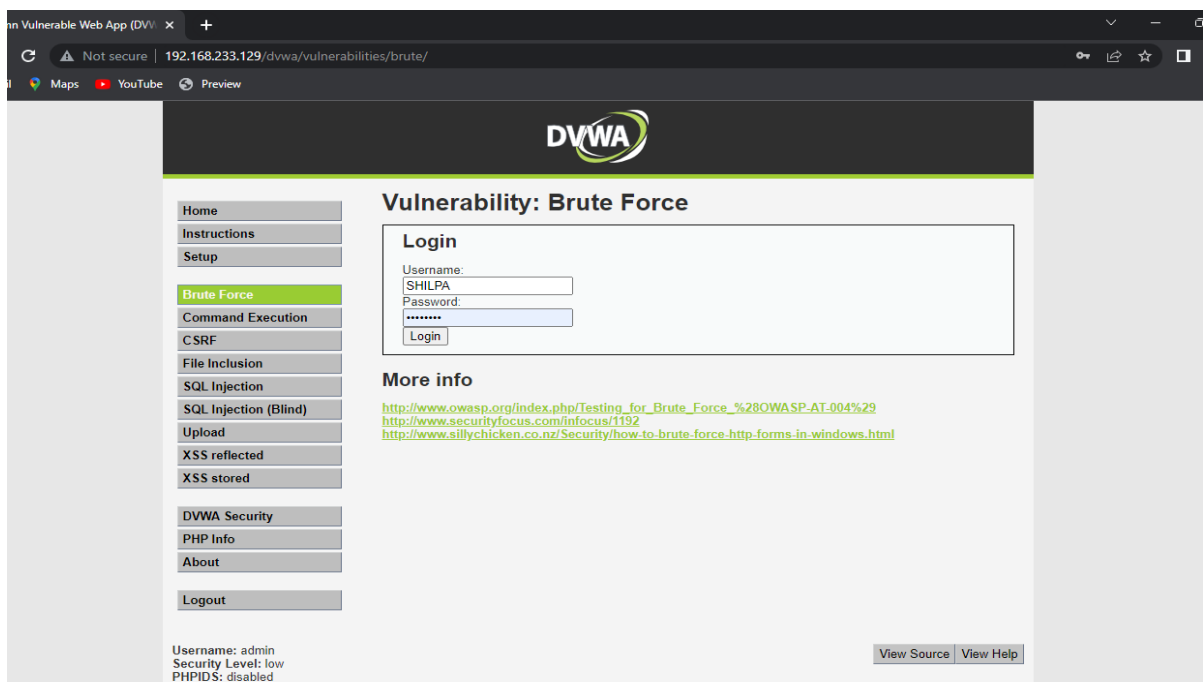 nn Vulnerable Web App (DVW
Not secure | 192.168.233.129/dvwa/vulnerabilities/brute/
Maps YouTube Preview
DVWA
Home
Instructions
Setup
Brute Force
Command Execution
CSRF
File Inclusion
SQL Injection
SQL Injection (Blind)
Upload
XSS reflected
XSS stored
DVWA Security
PHP Info
About
Logout
Vulnerability: Brute Force
Login
Username:
SHILPA
Password:
••••••••
Login
More info
http://www.owasp.org/index.php/Testing_for_Brute_Force_%28OWASP-AT-004%29
http://www.securityfocus.com/infocus/1192
http://www.sillychicken.co.nz/Security/how-to-brute-force-http-forms-in-windows.html
Username: admin
Security Level: low
PHPIDS: disabled
View Source View Help